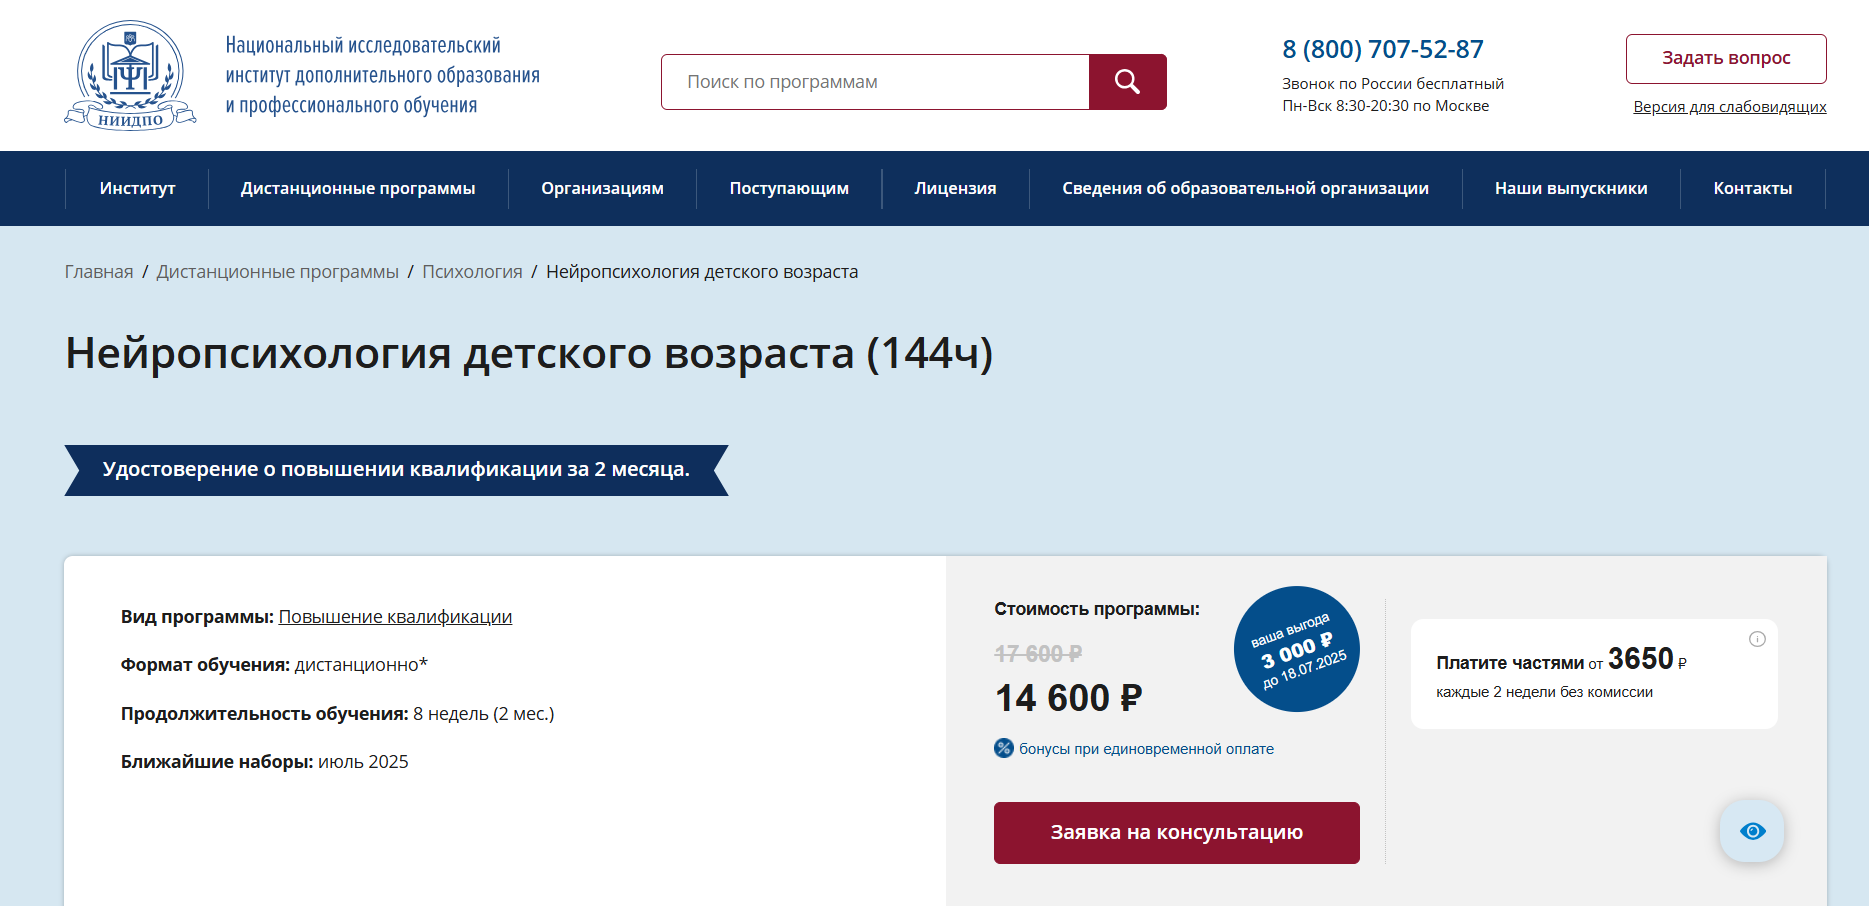 НИИДПО
Национальный исследовательский
институт дополнительного образования
и профессионального обучения
Поиск по программам
8 (800) 707-52-87
Звонок по России бесплатный
Пн-Вск 8:30-20:30 по Москве
Задать вопрос
Версия для слабовидящих
Институт
Дистанционные программы
Организациям
Поступающим
Лицензия
Сведения об образовательной организации
Наши выпускники
Контакты
Главная / Дистанционные программы / Психология / Нейропсихология детского возраста
Нейропсихология детского возраста (144ч)
Удостоверение о повышении квалификации за 2 месяца.
Вид программы: Повышение квалификации
Формат обучения: дистанционно*
Продолжительность обучения: 8 недель (2 мес.)
Ближайшие наборы: июль 2025
Стоимость программы:
17 600 ₽
14 600 ₽
ваша выгода
3 000 ₽
до 18.07.2025
% бонусы при единовременной оплате
Заявка на консультацию
Платите частями от 3650 ₽
каждые 2 недели без комиссии